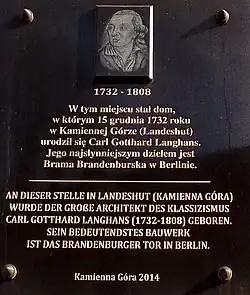 1732 - 1808
W tym miejscu stał dom,
w którym 15 grudnia 1732 roku
w Kamiennej Górze (Landeshut)
urodził się Carl Gotthard Langhans.
Jego najsłynniejszym dziełem jest
Brama Brandenburska w Berlinie.
AN DIESER STELLE IN LANDESHUT (KAMIENNA GÓRA)
WURDE DER GROßE ARCHITEKT DES KLASSIZISMUS
CARL GOTTHARD LANGHANS (1732-1808) GEBOREN.
SEIN BEDEUTENDSTES BAUWERK
IST DAS BRANDENBURGER TOR IN BERLIN.
Kamienna Góra 2014